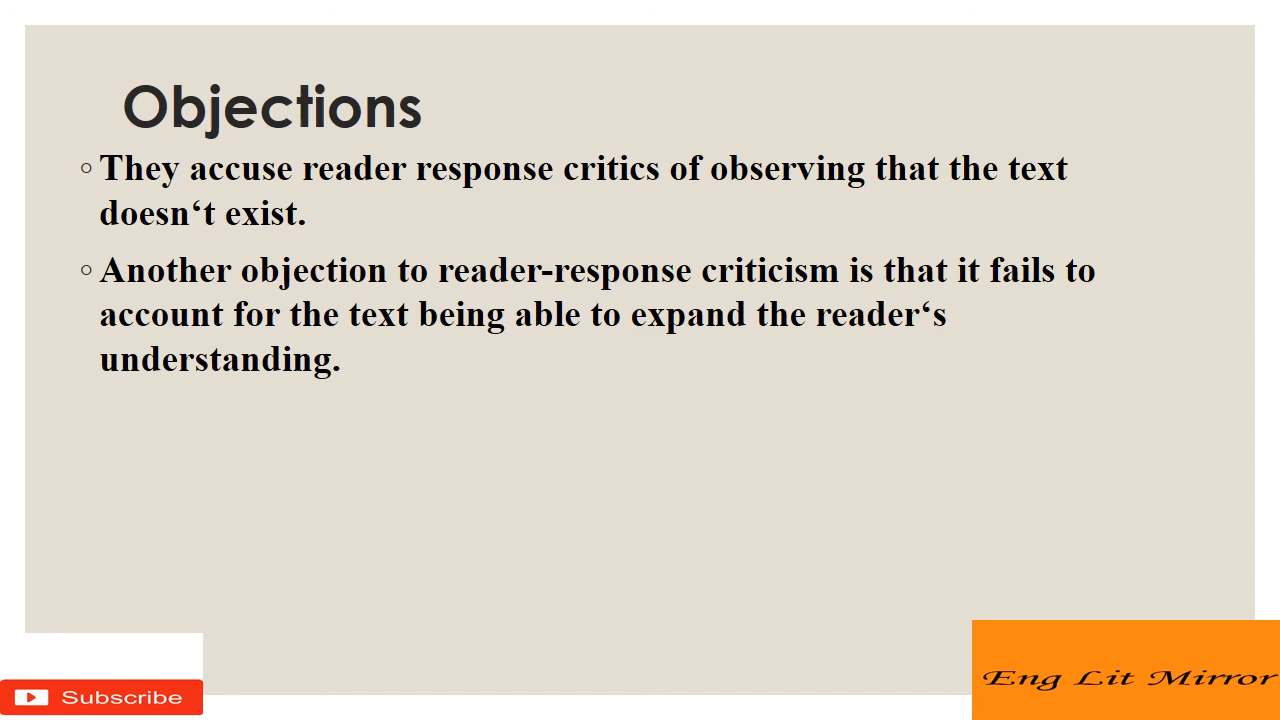 Objections
◦ They accuse reader response critics of observing that the text
doesn‘t exist.
◦ Another objection to reader-response criticism is that it fails to
account for the text being able to expand the reader‘s
understanding.
Subscribe
Eng Lit Mirror